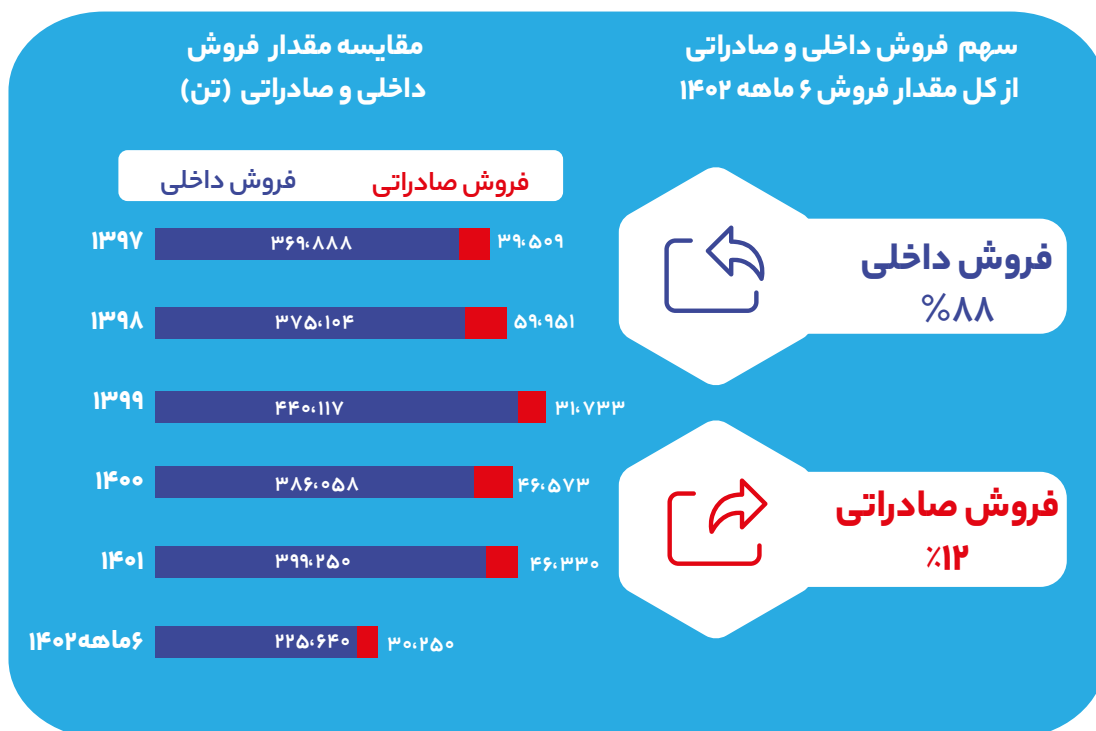 سهم فروش داخلی و صادراتی
از کل مقدار فروش ۶ ماهه ۱۴۰۲
فروش داخلی
%۸۸
فروش صادراتی
٪۱۲
مقایسه مقدار فروش
داخلی و صادراتی (تن)
فروش صادراتی فروش داخلی
۱۳۹۷ ۳۶۹،۸۸۸ ۳۹،۵۰۹
۱۳۹۸ ۳۷۵،۱۰۴ ۵۹،۹۵۱
۱۳۹۹ ۴۴۰،۱۱۷ ۳۱،۷۳۳
۱۴۰۰ ۳۸۶،۰۵۸ ۴۶،۵۷۳
۱۴۰۱ ۳۹۹،۲۵۰ ۴۶،۳۳۰
۶ماهه۱۴۰۲ ۲۲۵،۶۴۰ ۳۰،۲۵۰